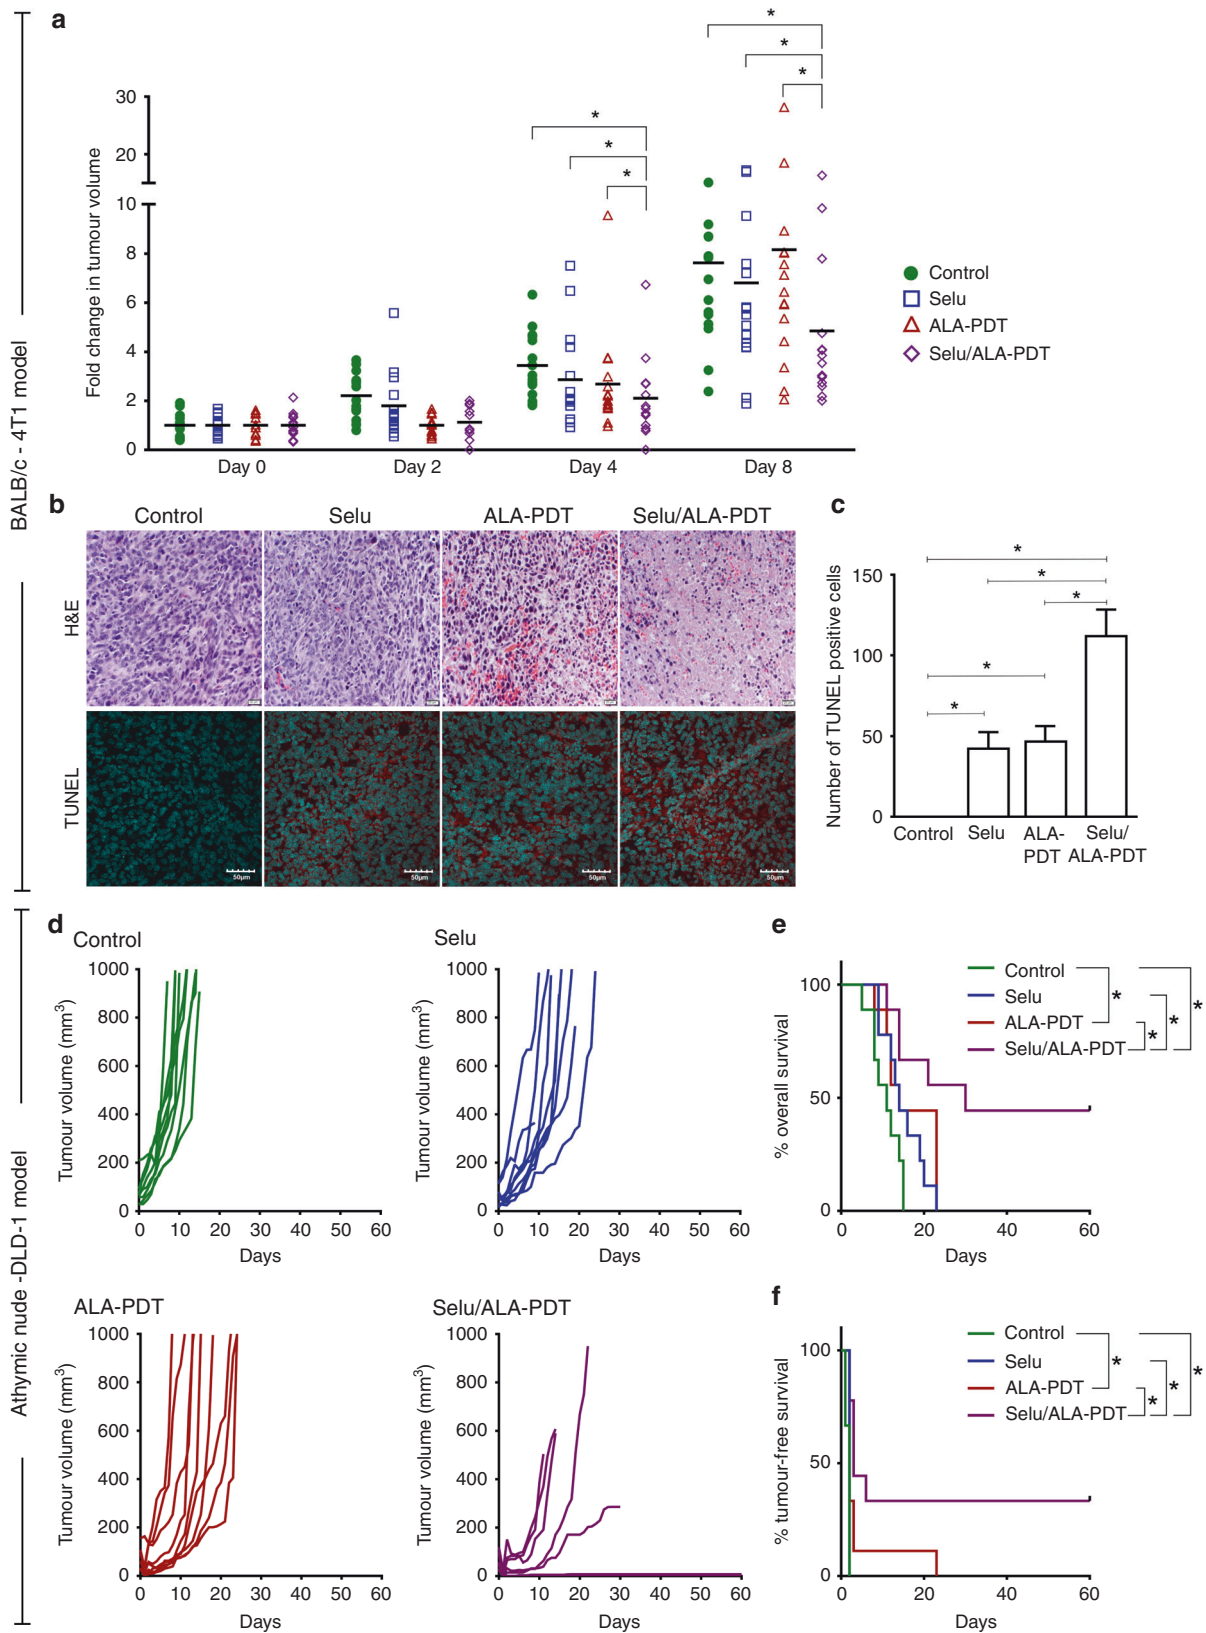 BALB/c - 4T1 model
a
Fold change in tumour volume
30
20
10
8
6
4
2
0
Day 0
Day 2
Day 4
Day 8
*
*
*
*
*
*
Control
Selu
ALA-PDT
Selu/ALA-PDT
b
Control
Selu
ALA-PDT
Selu/ALA-PDT
H&E
TUNEL
50µm
50µm
50µm
50µm
c
Number of TUNEL positive cells
150
100
50
0
*
*
*
*
*
Control
Selu
ALA-
PDT
Selu/
ALA-PDT
Athymic nude -DLD-1 model
d
Control
Tumour volume (mm³)
1000
800
600
400
200
0
0 10 20 30 40 50 60
Days
Selu
Tumour volume (mm³)
1000
800
600
400
200
0
0 10 20 30 40 50 60
Days
ALA-PDT
Tumour volume (mm³)
1000
800
600
400
200
0
0 10 20 30 40 50 60
Days
Selu/ALA-PDT
Tumour volume (mm³)
1000
800
600
400
200
0
0 10 20 30 40 50 60
Days
e
% overall survival
100
50
0
0 20 40 60
Days
Control
Selu
ALA-PDT
Selu/ALA-PDT
*
*
*
*
f
% tumour-free survival
100
50
0
0 20 40 60
Days
Control
Selu
ALA-PDT
Selu/ALA-PDT
*
*
*
*